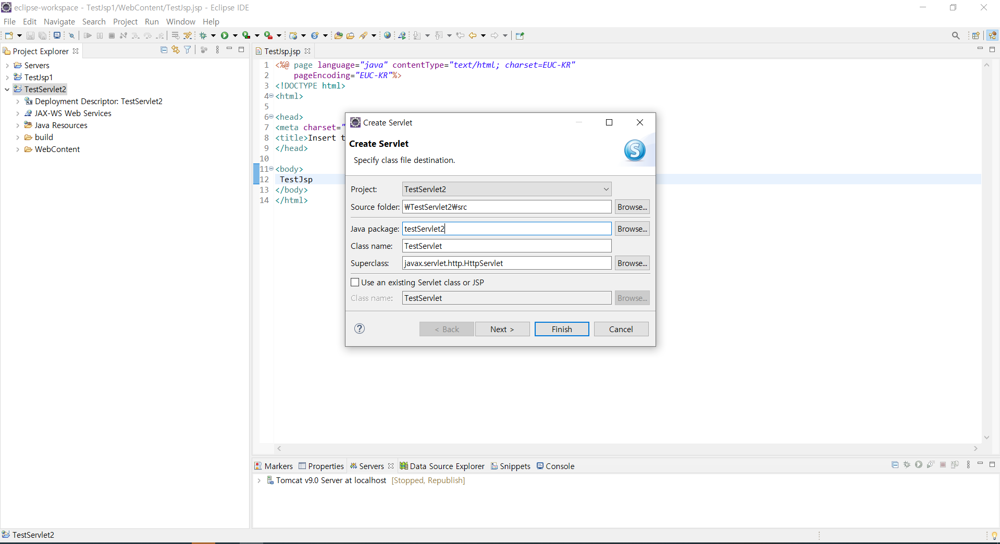 eclipse-workspace - TestJsp1/WebContent/TestJsp.jsp - Eclipse IDE
File Edit Navigate Search Project Run Window Help
Project Explorer
Servers
TestJsp1
TestServlet2
Deployment Descriptor: TestServlet2
JAX-WS Web Services
Java Resources
build
WebContent
TestJsp.jsp
1 <%@ page language="java" contentType="text/html; charset=EUC-KR"
2 pageEncoding="EUC-KR"%>
3 <!DOCTYPE html>
4 <html>
5
6 <head>
7 <meta charset="
8 <title>Insert t
9 </head>
10
11 <body>
12 TestJsp
13 </body>
14 </html>
Create Servlet
Create Servlet
Specify class file destination.
Project: TestServlet2
Source folder: ₩TestServlet2₩src Browse...
Java package: testServlet2 Browse...
Class name: TestServlet
Superclass: javax.servlet.http.HttpServlet Browse...
Use an existing Servlet class or JSP
Class name: TestServlet Browse...
? < Back Next > Finish Cancel
Markers Properties Servers Data Source Explorer Snippets Console
Tomcat v9.0 Server at localhost [Stopped, Republish]
TestServlet2